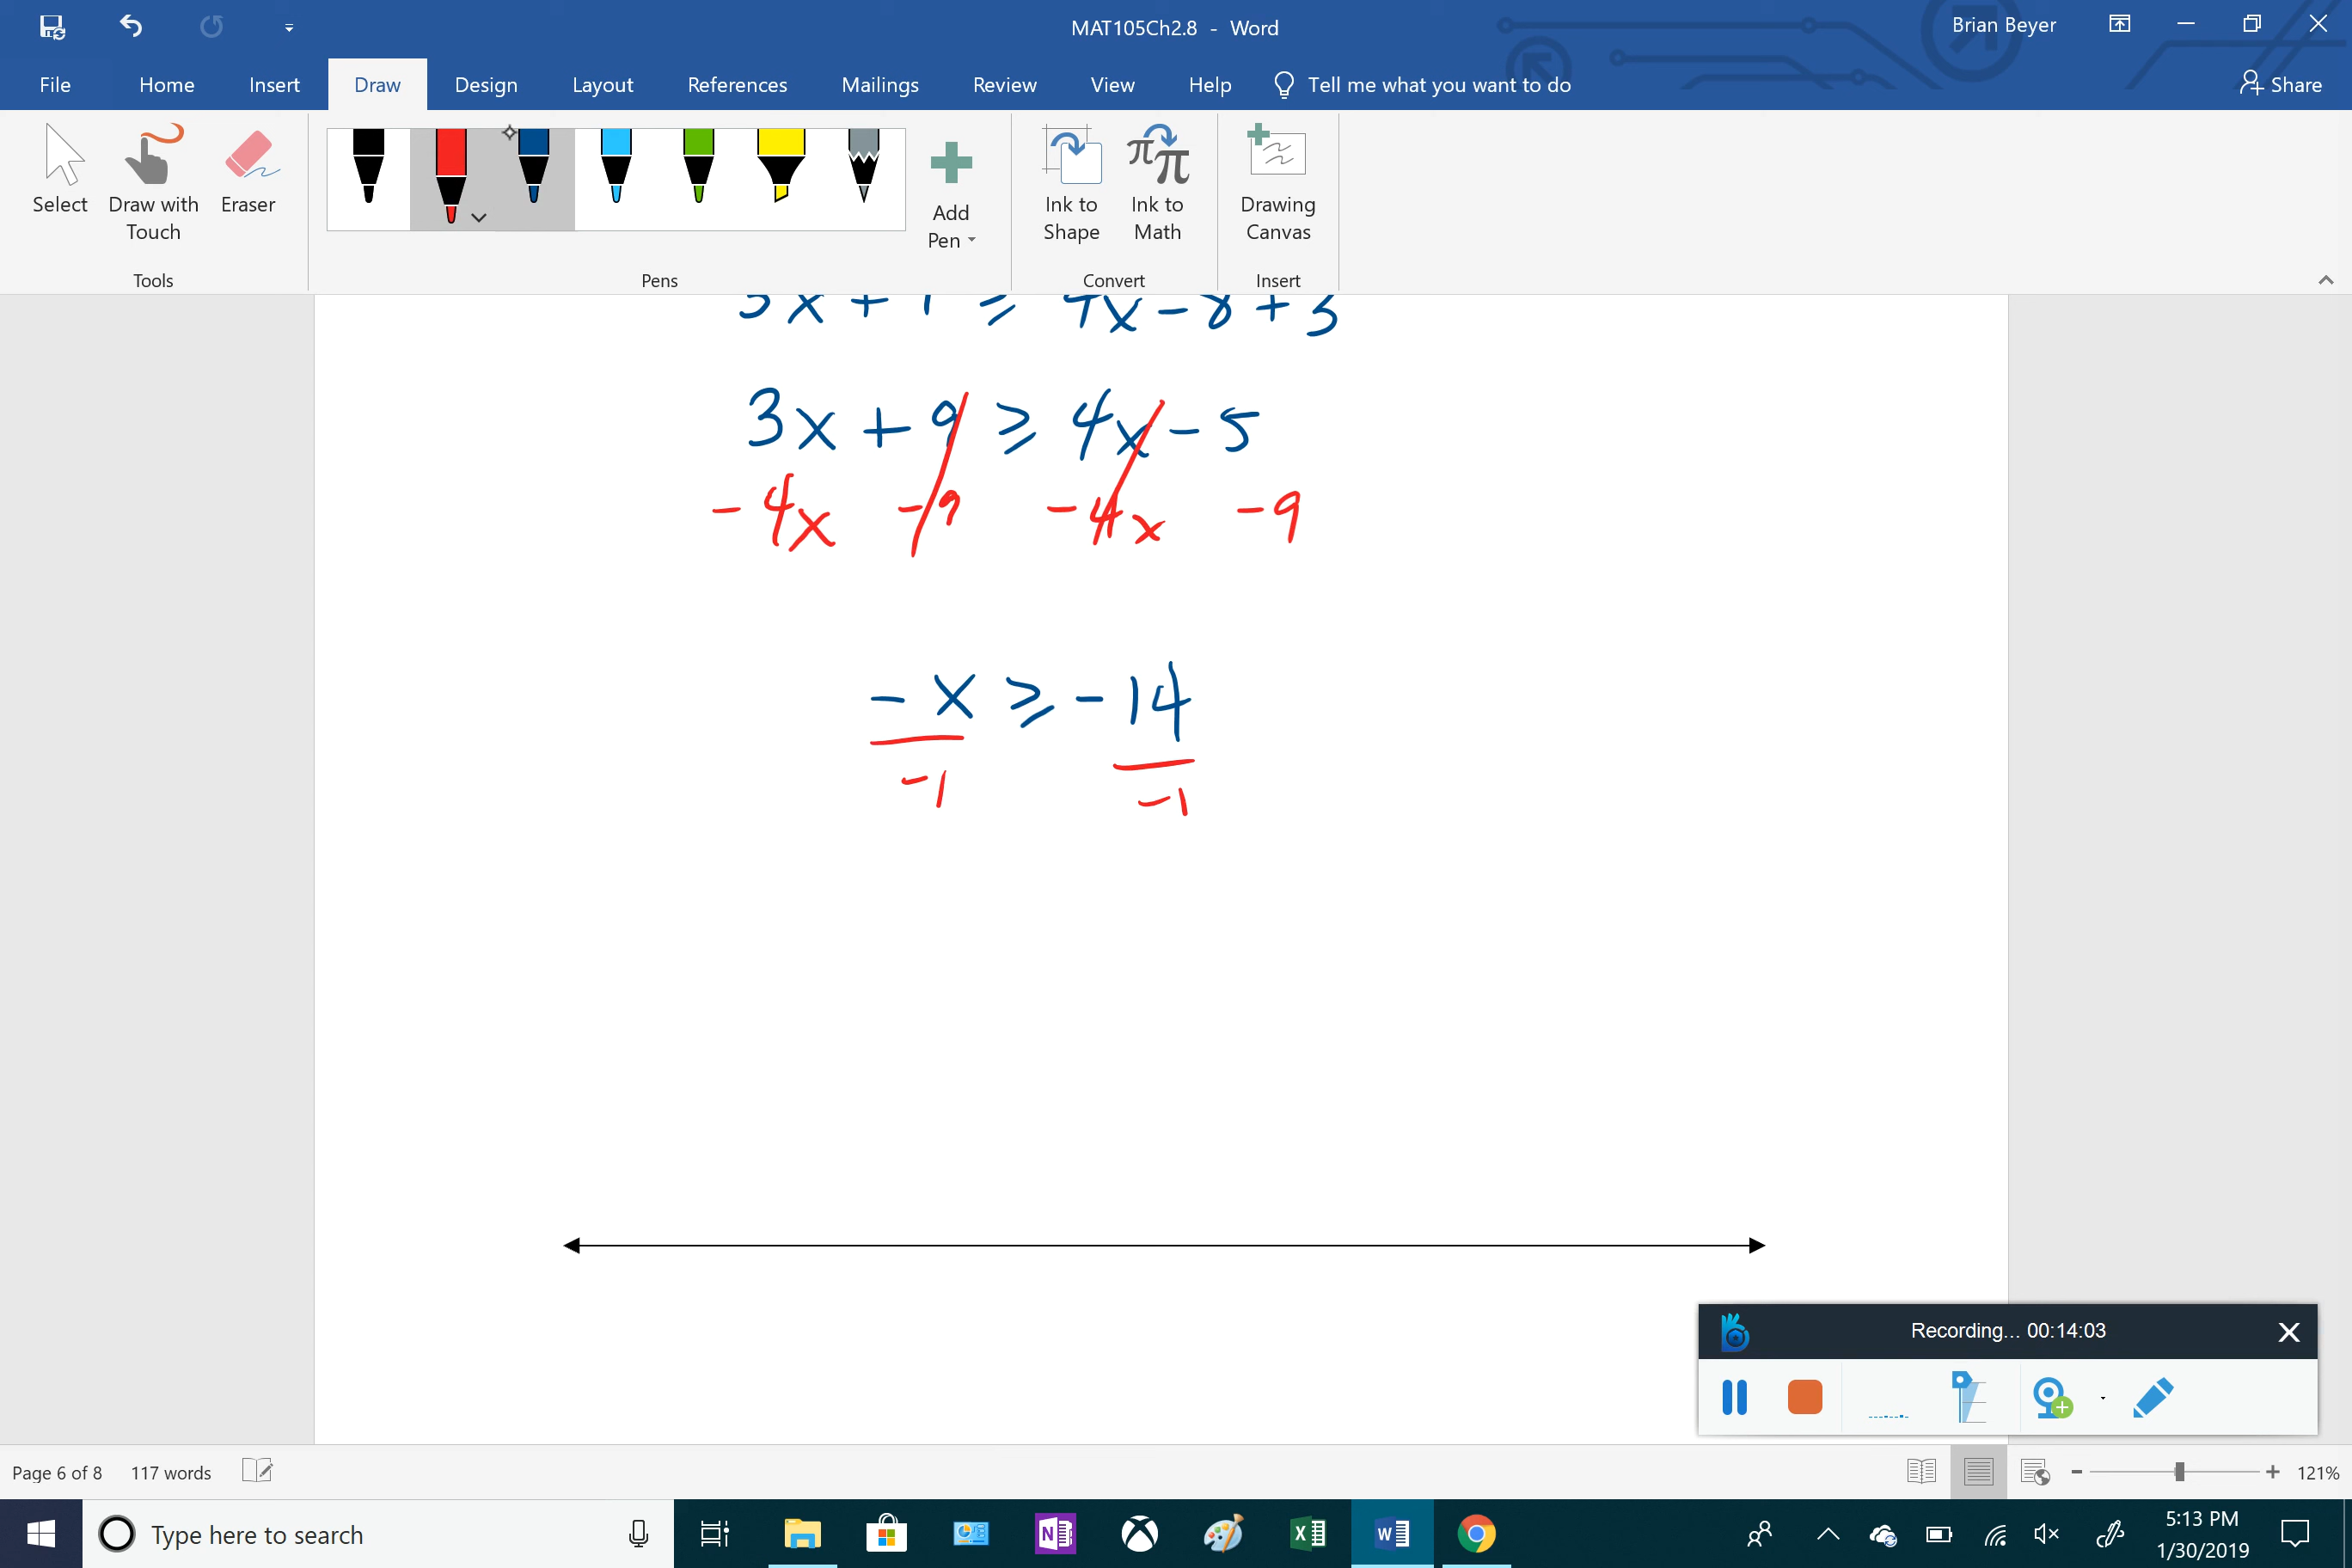 MAT105Ch2.8 - Word
Brian Beyer
File Home Insert Draw Design Layout References Mailings Review View Help Tell me what you want to do Share
Select Draw with Touch Eraser Add Pen Ink to Shape Ink to Math Drawing Canvas
Tools Pens Convert Insert
4x - 8 + 3
3x + 9 ≥ 4x - 5
- 4x - 9 - 4x - 9
- x ≥ - 14
-1 -1
Recording... 00:14:03
Page 6 of 8 117 words 121%
Type here to search
5:13 PM
1/30/2019